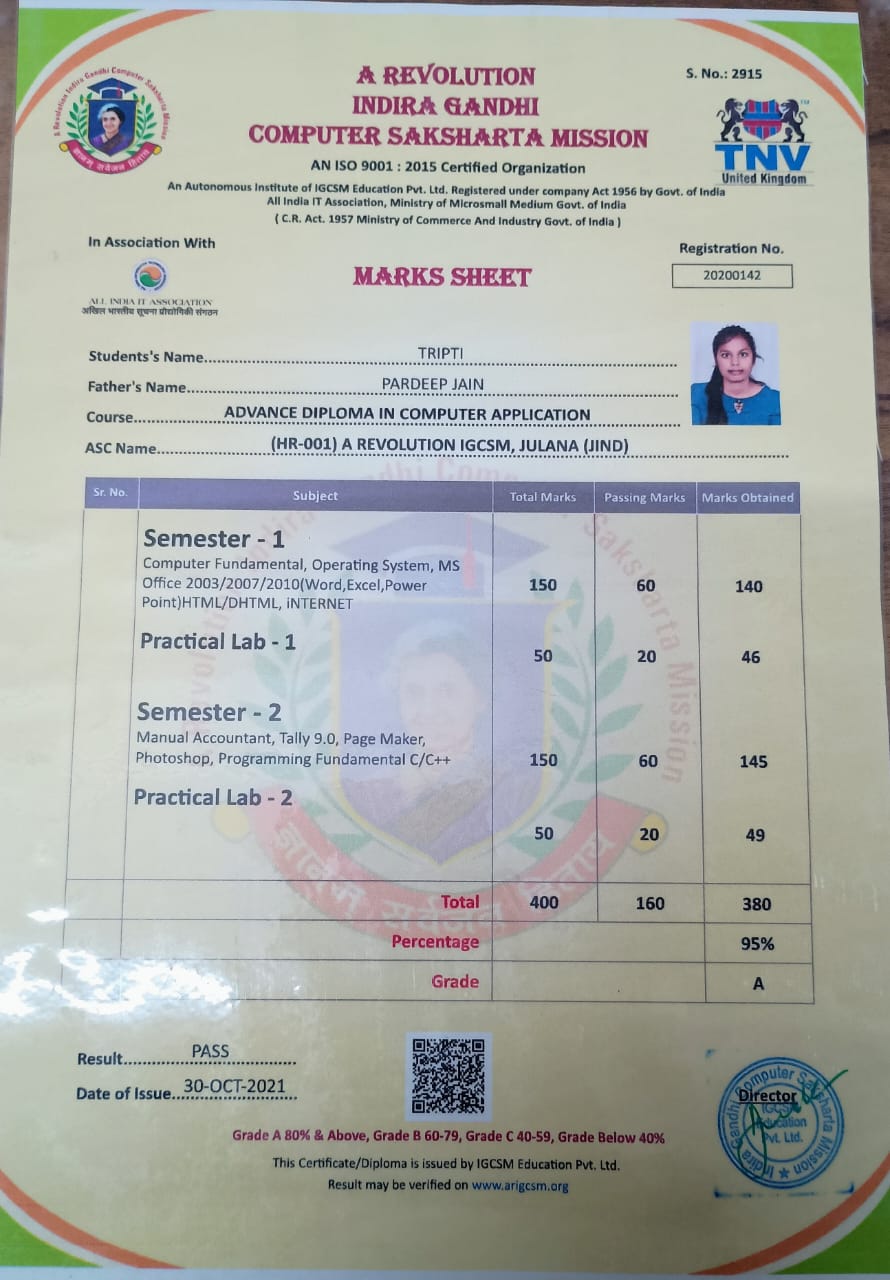 A Revolution Indira Gandhi Computer Saksharta Mission
ज्ञानम् सर्वजन हिताय
A REVOLUTION
INDIRA GANDHI
COMPUTER SAKSHARTA MISSION
S. No.: 2915
TNV
United Kingdom
AN ISO 9001 : 2015 Certified Organization
An Autonomous Institute of IGCSM Education Pvt. Ltd. Registered under company Act 1956 by Govt. of India
All India IT Association, Ministry of Microsmall Medium Govt. of India
( C.R. Act. 1957 Ministry of Commerce And Industry Govt. of India )
In Association With
ALL INDIA IT ASSOCIATION
अखिल भारतीय सूचना प्रौद्योगिकी संगठन
MARKS SHEET
Registration No.
20200142
Students's Name TRIPTI
Father's Name PARDEEP JAIN
Course ADVANCE DIPLOMA IN COMPUTER APPLICATION
ASC Name (HR-001) A REVOLUTION IGCSM, JULANA (JIND)
Sr. No. Subject Total Marks Passing Marks Marks Obtained
Semester - 1
Computer Fundamental, Operating System, MS
Office 2003/2007/2010(Word,Excel,Power 150 60 140
Point)HTML/DHTML, iNTERNET
Practical Lab - 1
50 20 46
Semester - 2
Manual Accountant, Tally 9.0, Page Maker,
Photoshop, Programming Fundamental C/C++ 150 60 145
Practical Lab - 2
50 20 49
Total 400 160 380
Percentage 95%
Grade A
Result PASS
Date of Issue 30-OCT-2021
Director
Indira Gandhi Computer Saksharta Mission
IGCSM
Education
Pvt. Ltd.
Grade A 80% & Above, Grade B 60-79, Grade C 40-59, Grade Below 40%
This Certificate/Diploma is issued by IGCSM Education Pvt. Ltd.
Result may be verified on www.arigcsm.org